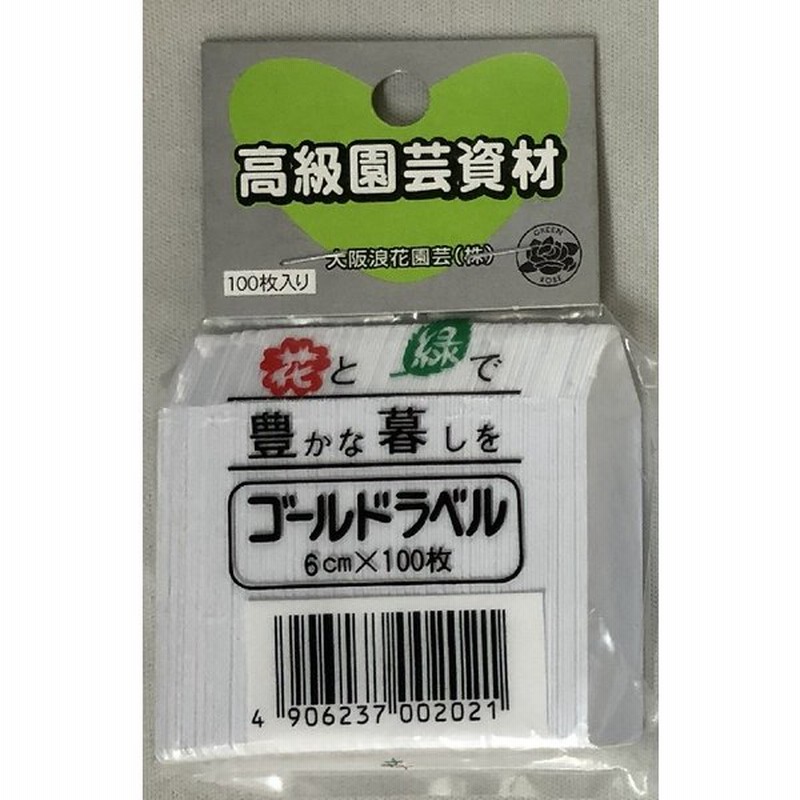 高級園芸資材
大阪浪花園芸(株)
GREEN
ROSE
100枚入り
花と緑で
豊かな暮しを
ゴールドラベル
6cm×100枚
4 906237 002021